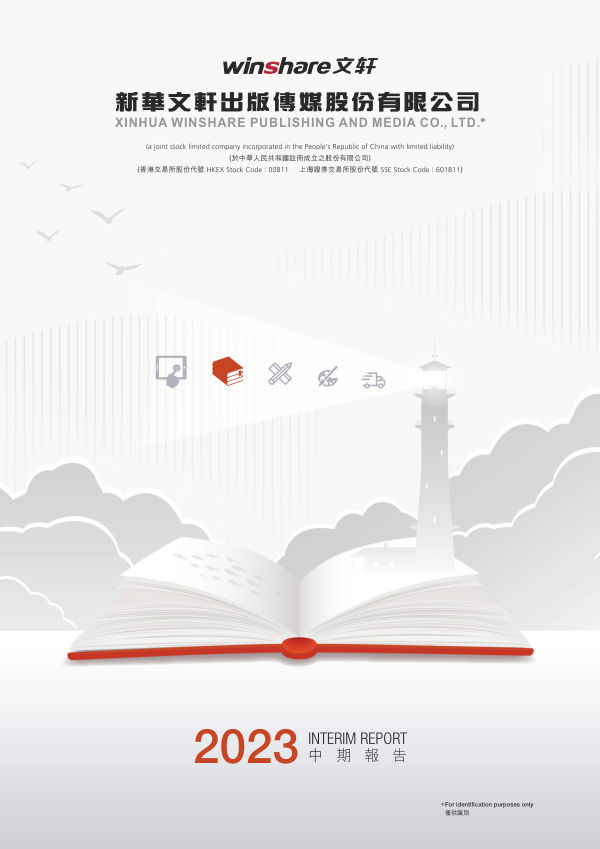 winshare文轩
新華文軒出版傳媒股份有限公司
XINHUA WINSHARE PUBLISHING AND MEDIA CO., LTD.*
(a joint stock limited company incorporated in the People's Republic of China with limited liability)
(於中華人民共和國註冊成立之股份有限公司)
(香港交易所股份代號 HKEX Stock Code : 00811 上海證券交易所股份代號 SSE Stock Code : 601811)
2023 INTERIM REPORT
中期報告
*For identification purposes only
僅供識別